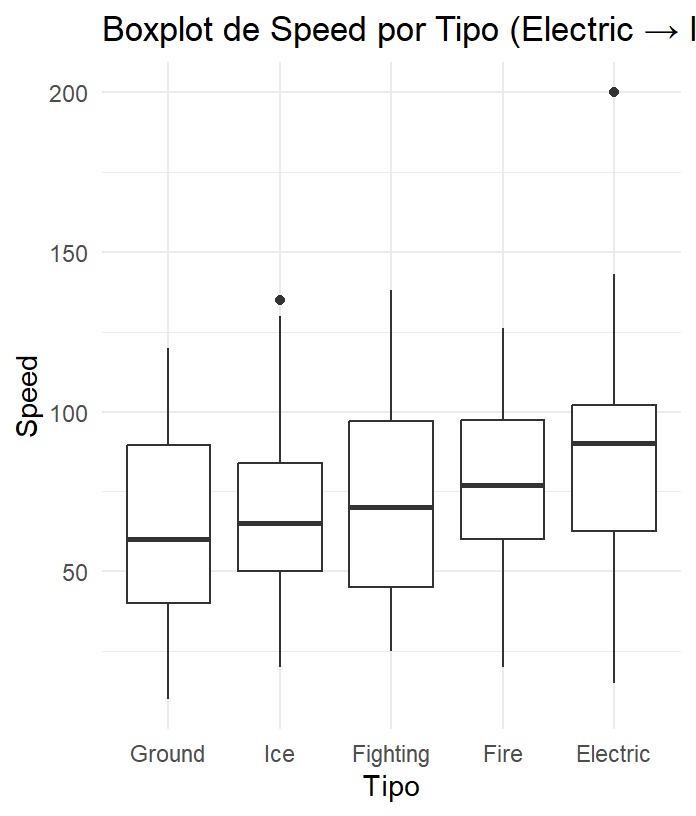 Boxplot de Speed por Tipo (Electric →
200
150
100
50
Speed
Ground Ice Fighting Fire Electric
Tipo